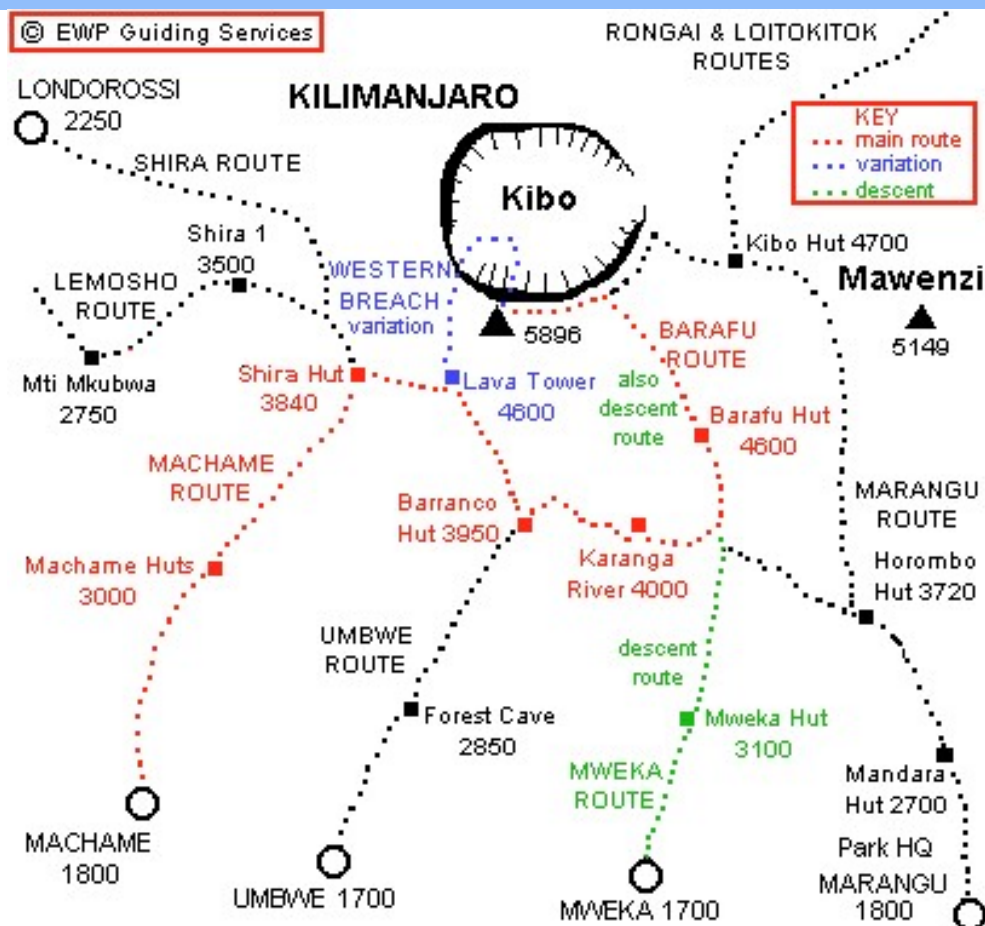 © EWP Guiding Services
RONGAI & LOITOKITOK
ROUTES
LONDOROSSI
2250
KILIMANJARO
KEY
main route
variation
descent
SHIRA ROUTE
Kibo
Shira 1
3500
Kibo Hut 4700
LEMOSHO
ROUTE
WESTERN
BREACH
variation
Mawenzi
5149
5896
BARAFU
ROUTE
Mti Mkubwa
2750
Shira Hut
3840
Lava Tower
4600
also
descent
route
Barafu Hut
4600
MACHAME
ROUTE
Barranco
Hut 3950
MARANGU
ROUTE
Machame Huts
3000
Karanga
River 4000
Horombo
Hut 3720
UMBWE
ROUTE
descent
route
Forest Cave
2850
Mweka Hut
3100
MWEKA
ROUTE
Mandara
Hut 2700
MACHAME
1800
UMBWE 1700
MWEKA 1700
Park HQ
MARANGU
1800